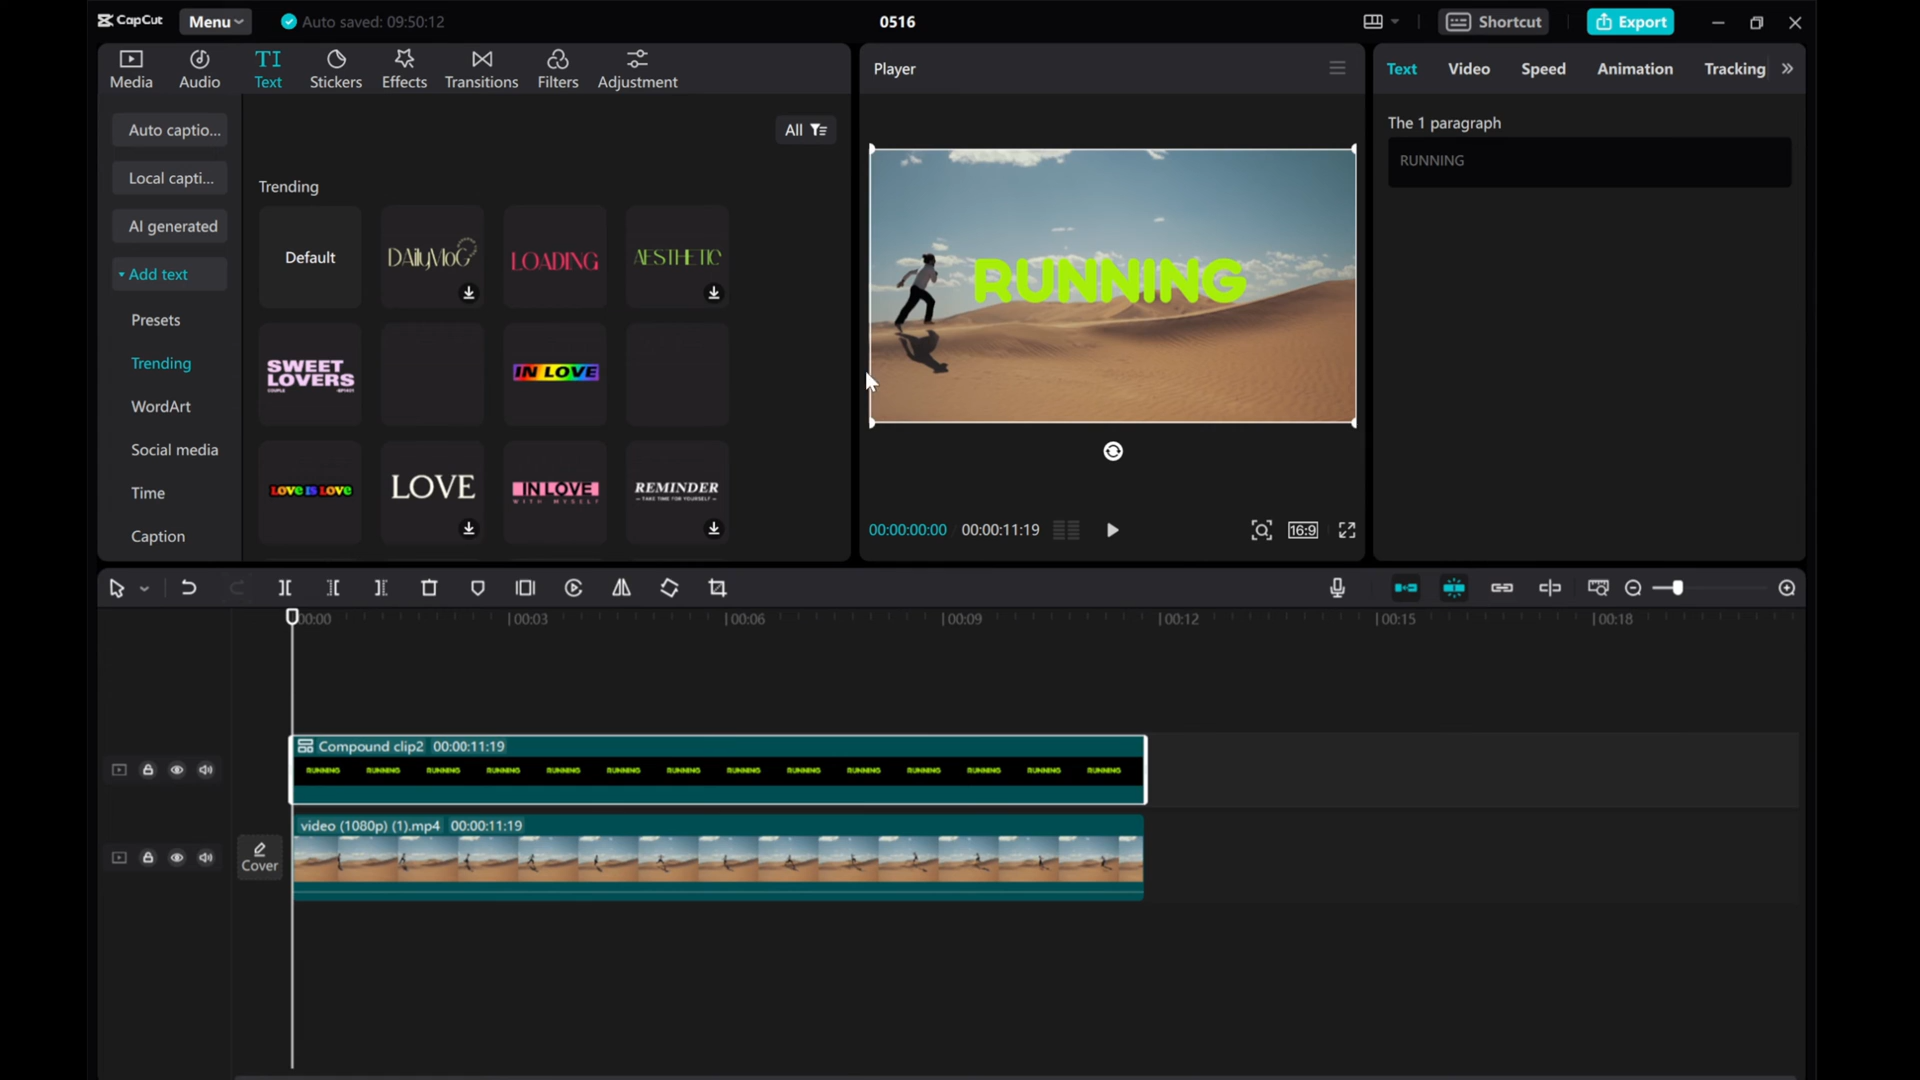 CapCut Menu Auto saved: 09:50:12 0516 Shortcut Export
Media Audio Text Stickers Effects Transitions Filters Adjustment
TI
Auto captio...
Local capti...
AI generated
Add text
Presets
Trending
WordArt
Social media
Time
Caption
All
Trending
Default
LOADING
AESTHETIC
SWEET
LOVERS
IN LOVE
LOVE IS LOVE
LOVE
IN LOVE
WITH MYSELF
REMINDER
TAKE TIME FOR YOURSELF
Player
RUNNING
00:00:00:00 00:00:11:19 16:9
Text Video Speed Animation Tracking
The 1 paragraph
RUNNING
00:00 00:03 00:06 00:09 00:12 00:15 00:18
Compound clip2 00:00:11:19
RUNNING RUNNING RUNNING RUNNING RUNNING RUNNING RUNNING RUNNING RUNNING RUNNING RUNNING RUNNING RUNNING RUNNING
video (1080p) (1).mp4 00:00:11:19
Cover